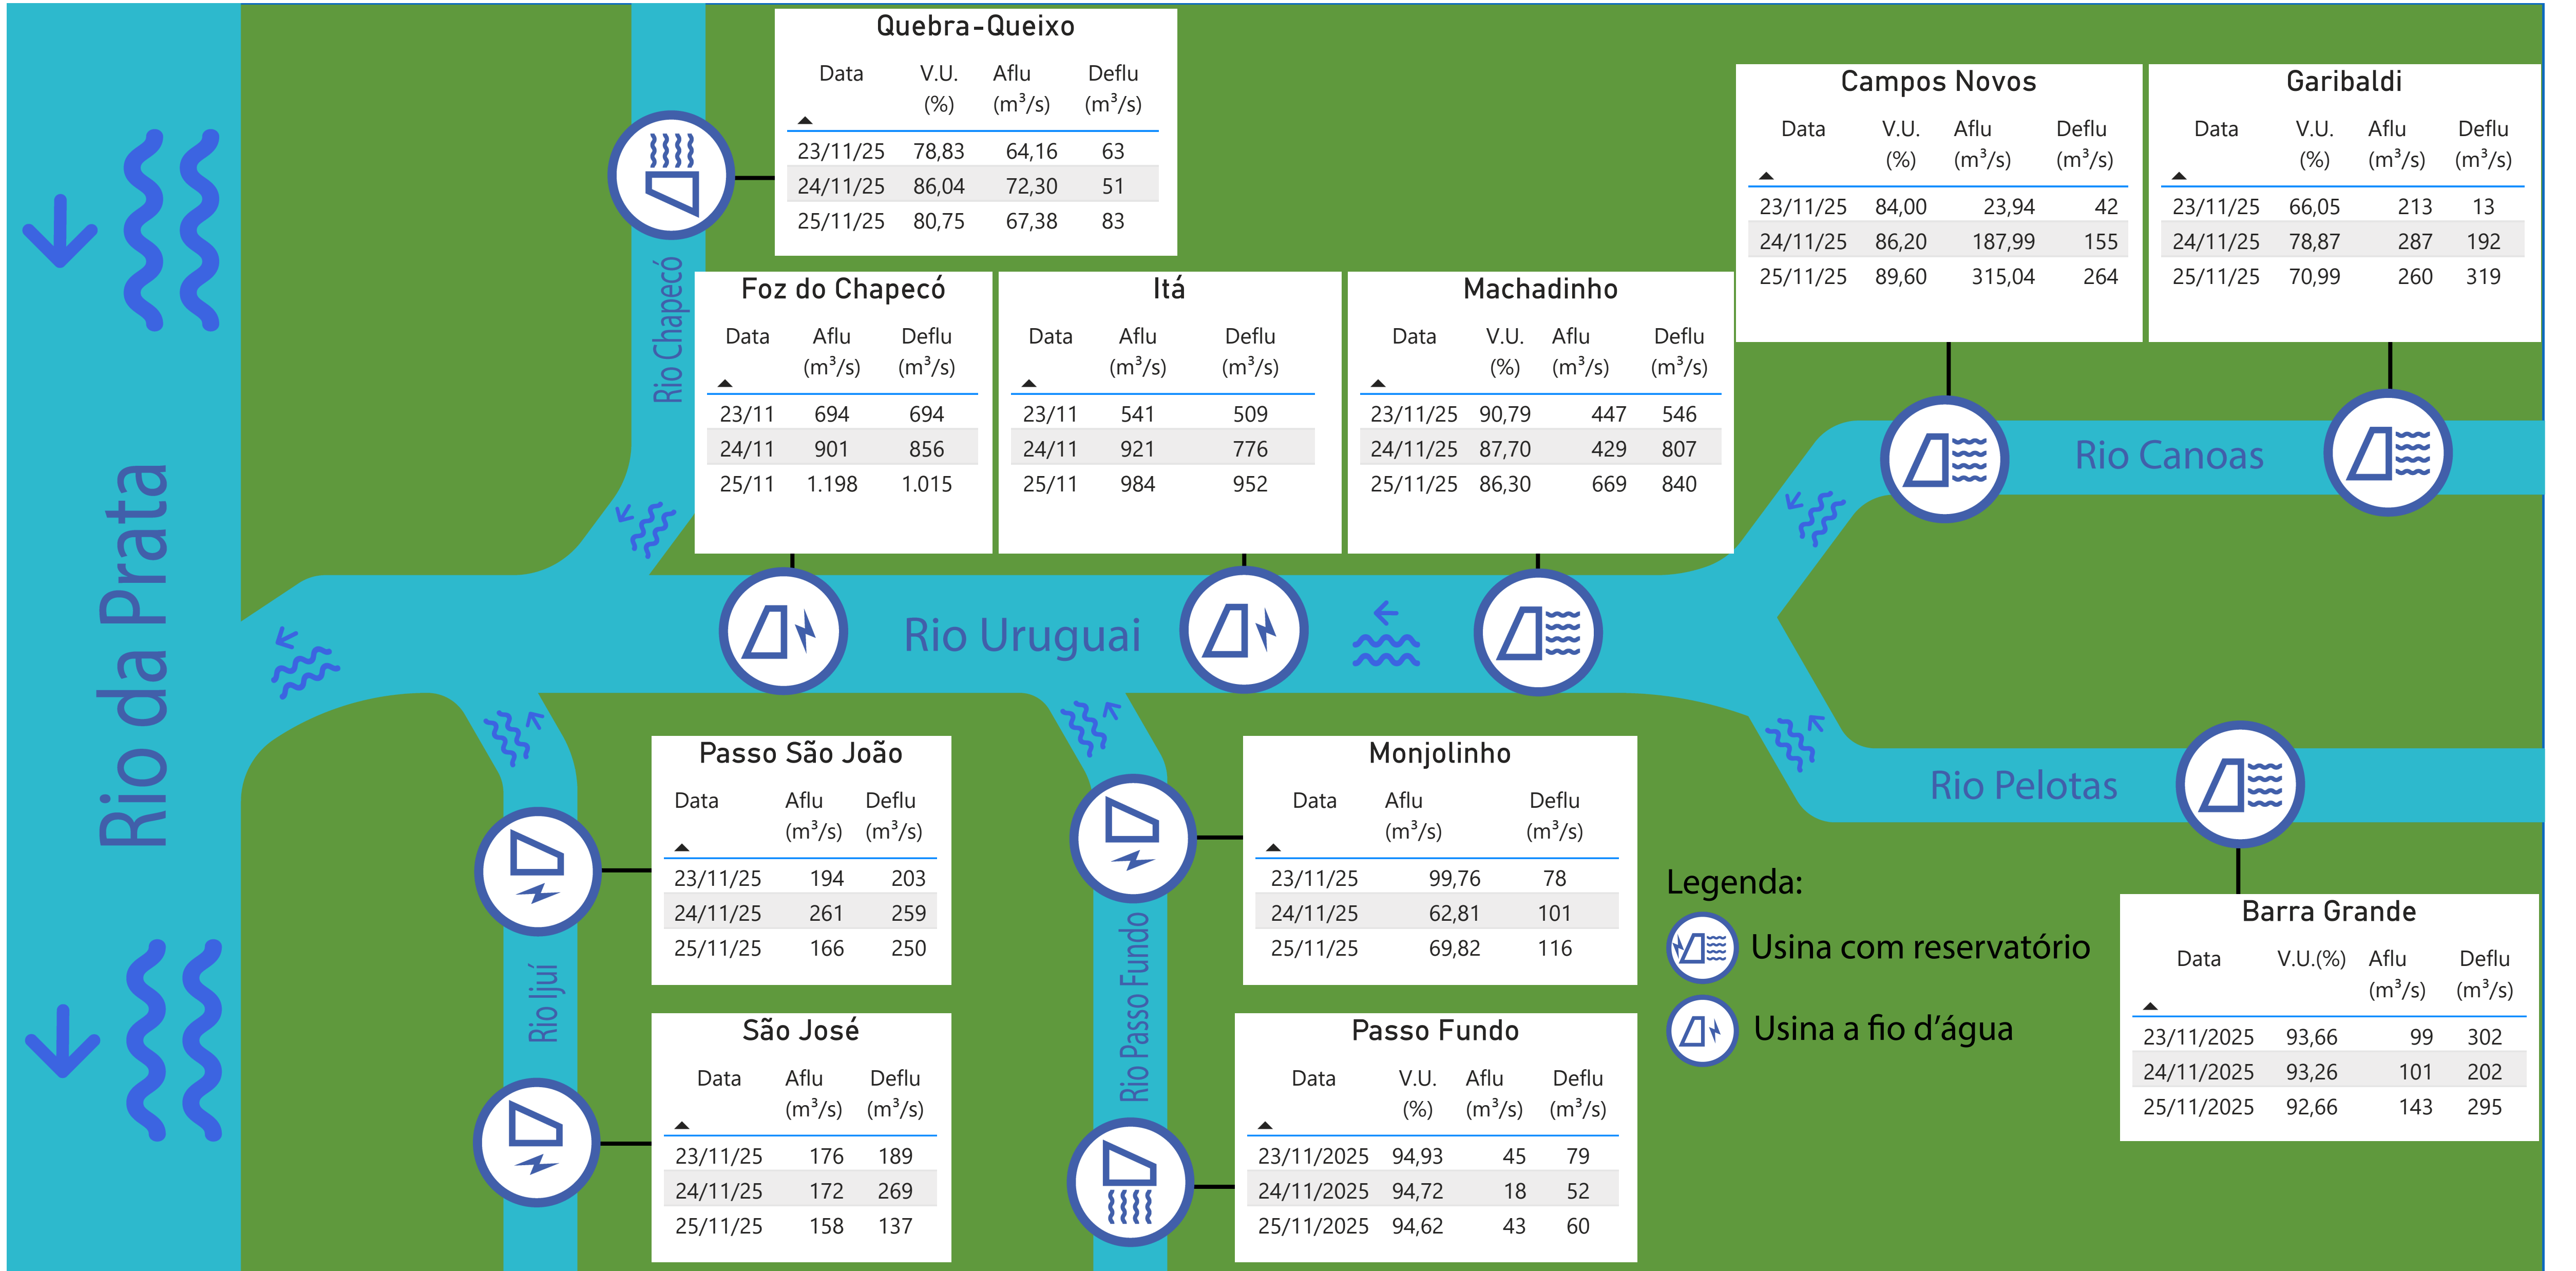 Quebra-Queixo
Data V.U. (%) Aflu (m³/s) Deflu (m³/s)
23/11/25 78,83 64,16 63
24/11/25 86,04 72,30 51
25/11/25 80,75 67,38 83
Campos Novos
Data V.U. (%) Aflu (m³/s) Deflu (m³/s)
23/11/25 84,00 23,94 42
24/11/25 86,20 187,99 155
25/11/25 89,60 315,04 264
Garibaldi
Data V.U. (%) Aflu (m³/s) Deflu (m³/s)
23/11/25 66,05 213 13
24/11/25 78,87 287 192
25/11/25 70,99 260 319
Rio Chapecó
Foz do Chapecó
Data Aflu (m³/s) Deflu (m³/s)
23/11 694 694
24/11 901 856
25/11 1.198 1.015
Itá
Data Aflu (m³/s) Deflu (m³/s)
23/11 541 509
24/11 921 776
25/11 984 952
Machadinho
Data V.U. (%) Aflu (m³/s) Deflu (m³/s)
23/11/25 90,79 447 546
24/11/25 87,70 429 807
25/11/25 86,30 669 840
Rio Canoas
Rio da Prata
Rio Uruguai
Rio Pelotas
Passo São João
Data Aflu (m³/s) Deflu (m³/s)
23/11/25 194 203
24/11/25 261 259
25/11/25 166 250
Monjolinho
Data Aflu (m³/s) Deflu (m³/s)
23/11/25 99,76 78
24/11/25 62,81 101
25/11/25 69,82 116
Legenda:
Usina com reservatório
Usina a fio d’água
Barra Grande
Data V.U.(%) Aflu (m³/s) Deflu (m³/s)
23/11/2025 93,66 99 302
24/11/2025 93,26 101 202
25/11/2025 92,66 143 295
Rio Ijuí
Rio Passo Fundo
São José
Data Aflu (m³/s) Deflu (m³/s)
23/11/25 176 189
24/11/25 172 269
25/11/25 158 137
Passo Fundo
Data V.U. (%) Aflu (m³/s) Deflu (m³/s)
23/11/2025 94,93 45 79
24/11/2025 94,72 18 52
25/11/2025 94,62 43 60